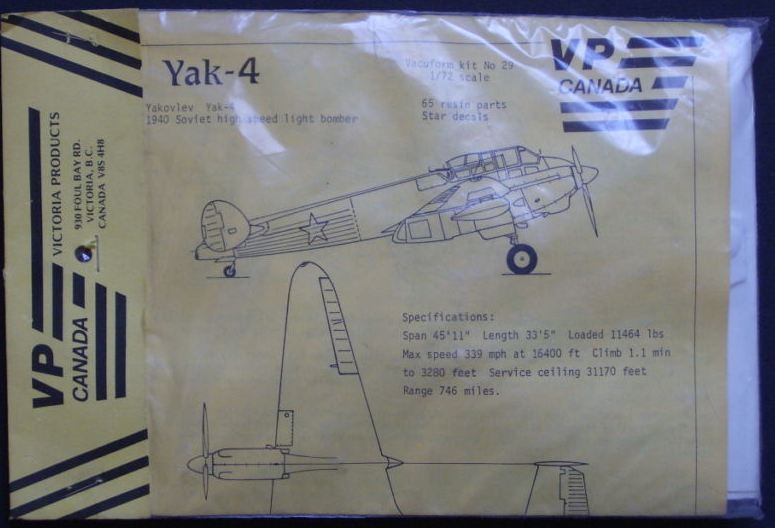 Yak-4
Yakovlev Yak-4
1940 Soviet high speed light bomber
Vacuform kit No 29
1/72 scale
65 resin parts
Star decals
VP
CANADA
Specifications:
Span 45'11" Length 33'5" Loaded 11464 lbs
Max speed 339 mph at 16400 ft Climb 1.1 min
to 3280 feet Service ceiling 31170 feet
Range 746 miles.
VP
CANADA
VICTORIA PRODUCTS
930 FOUL BAY RD.
VICTORIA, B.C.
CANADA V8S 4H8